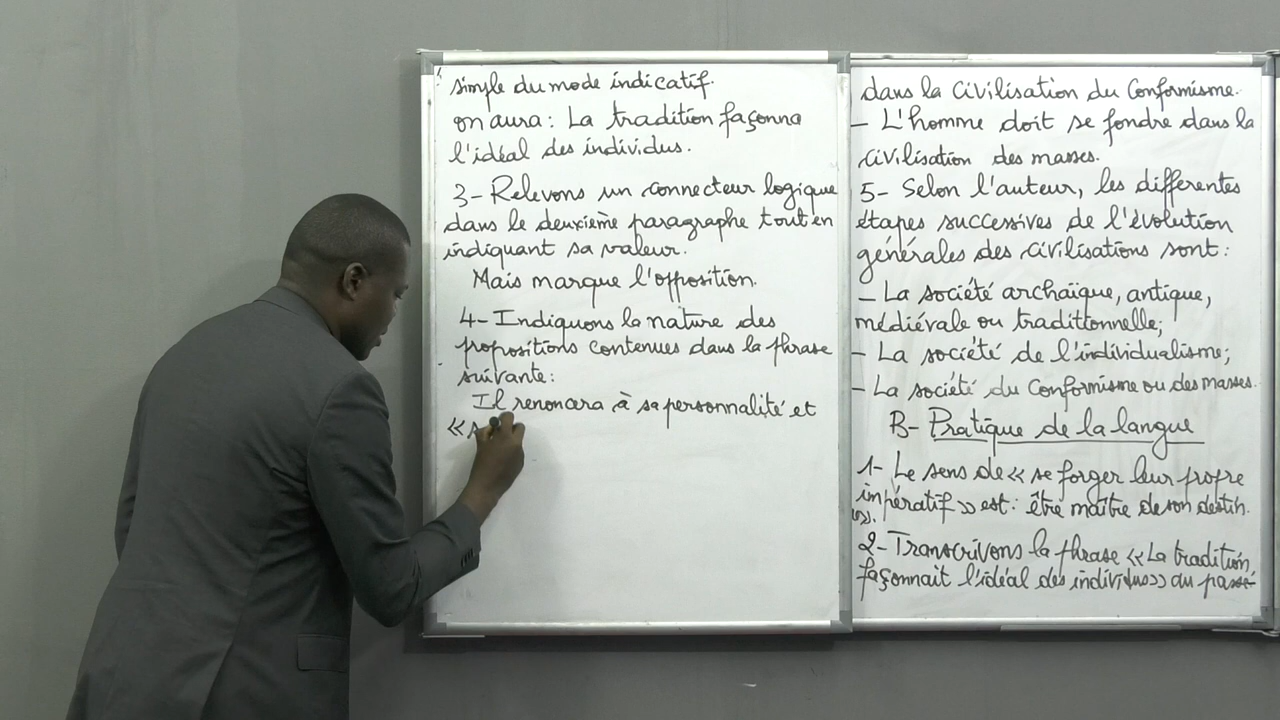 simple du mode indicatif.
on aura : La tradition façonna
l'idéal des individus.
3- Relevons un connecteur logique
dans le deuxième paragraphe tout en
indiquant sa valeur.
Mais marque l'opposition.
4- Indiquons la nature des
propositions contenues dans la phrase
suivante :
Il renoncera à sa personnalité et
«
dans la civilisation du Conformisme.
- L'homme doit se fondre dans la
civilisation des masses.
5- Selon l'auteur, les différentes
étapes successives de l'évolution
générales des civilisations sont :
- La société archaïque, antique,
médiévale ou traditionnelle;
- La société de l'individualisme;
- La société du Conformisme ou des masses.
B- Pratique de la langue
1- Le sens de « se forger leur propre
impératif » est : être maître de son destin.
2- Transcrivons la phrase « La tradition
façonnait l'idéal des individus » au passé